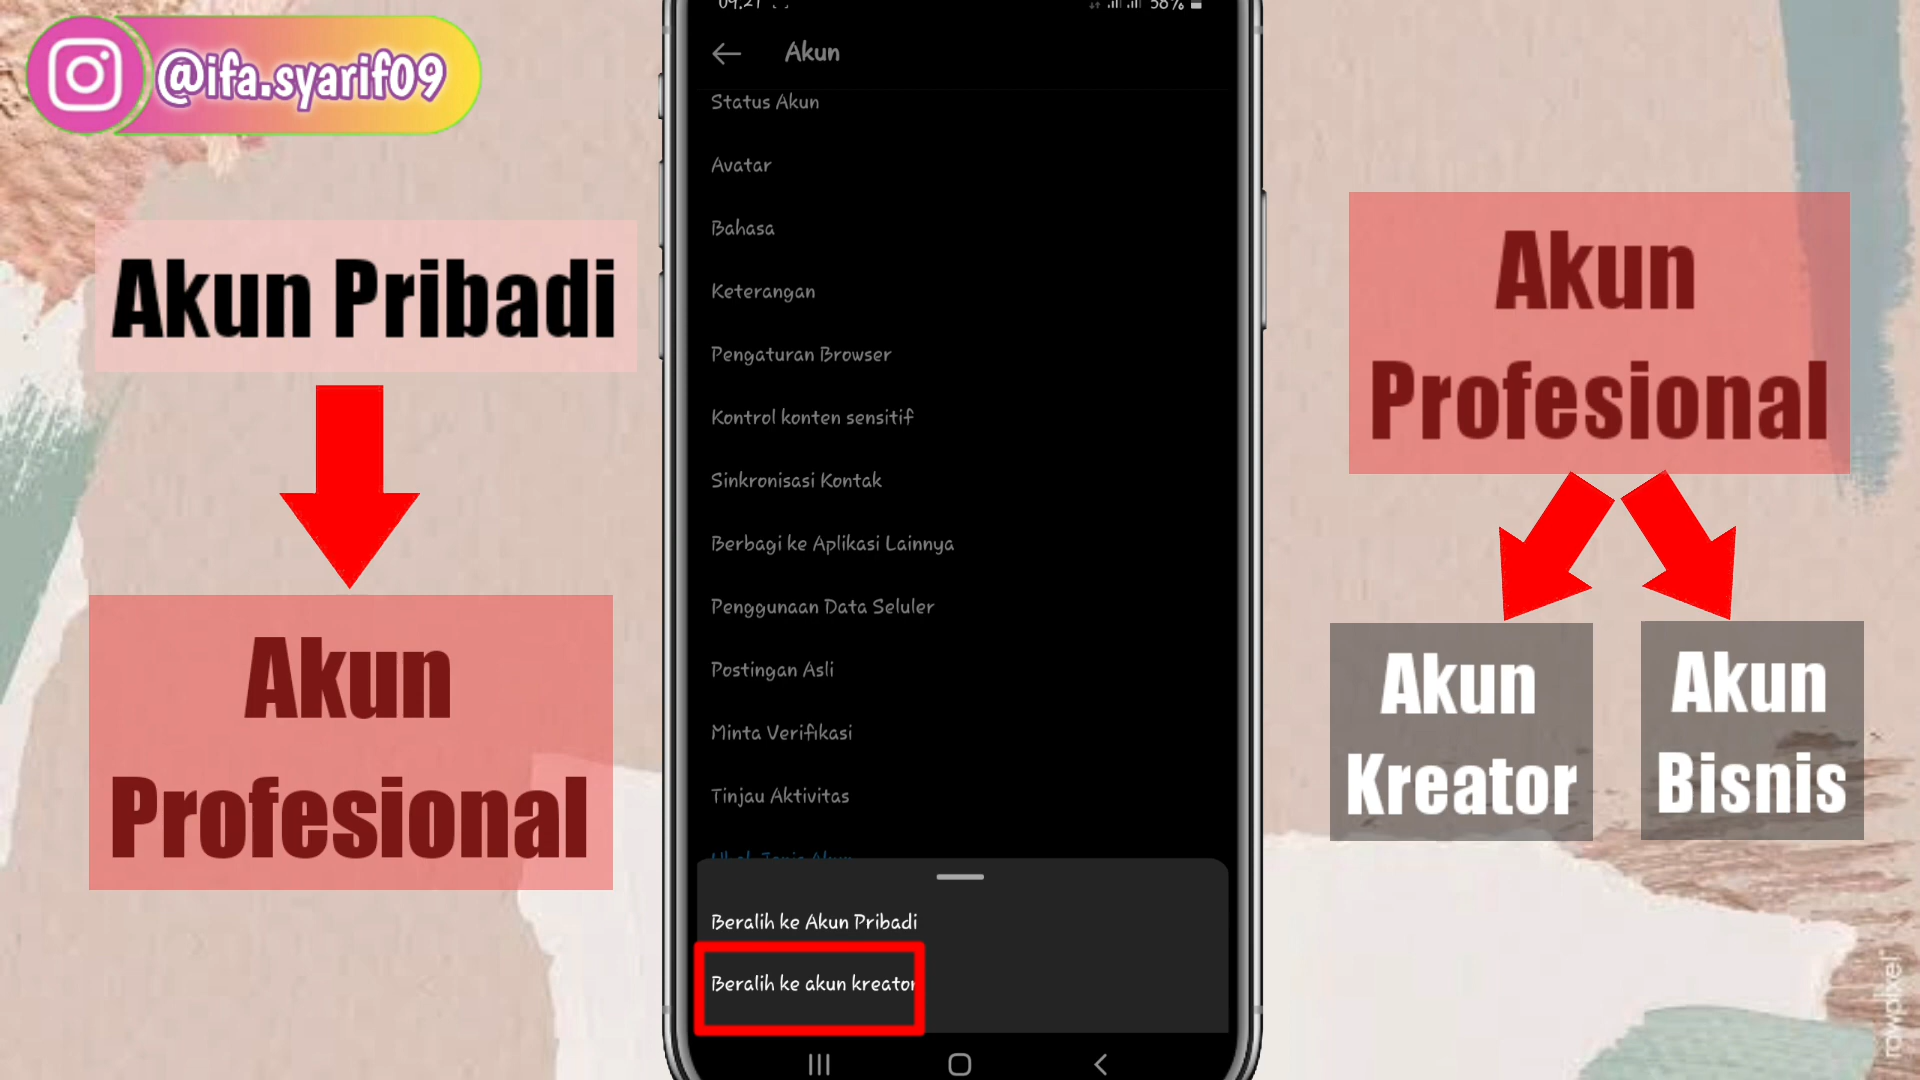 @ifa.syarif09
Akun Pribadi
Akun
Profesional
58%
Akun
Status Akun
Avatar
Bahasa
Keterangan
Pengaturan Browser
Kontrol konten sensitif
Sinkronisasi Kontak
Berbagi ke Aplikasi Lainnya
Penggunaan Data Seluler
Postingan Asli
Minta Verifikasi
Tinjau Aktivitas
Beralih ke Akun Pribadi
Beralih ke akun kreator
Akun
Profesional
Akun
Kreator
Akun
Bisnis
rawpixel